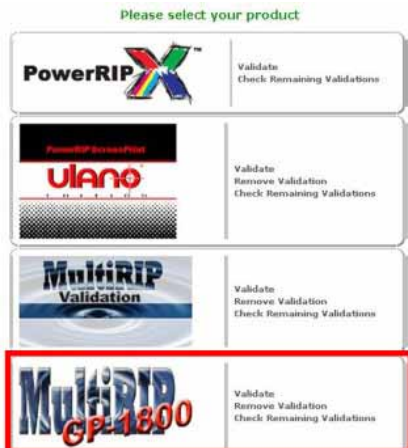 Please select your product
PowerRIP X™
Validate
Check Remaining Validations
PowerRIP ScreenPrint
ulano
Validate
Remove Validation
Check Remaining Validations
MultiRIP
Validation
Validate
Remove Validation
Check Remaining Validations
MultiRIP
GP-1800
Validate
Remove Validation
Check Remaining Validations